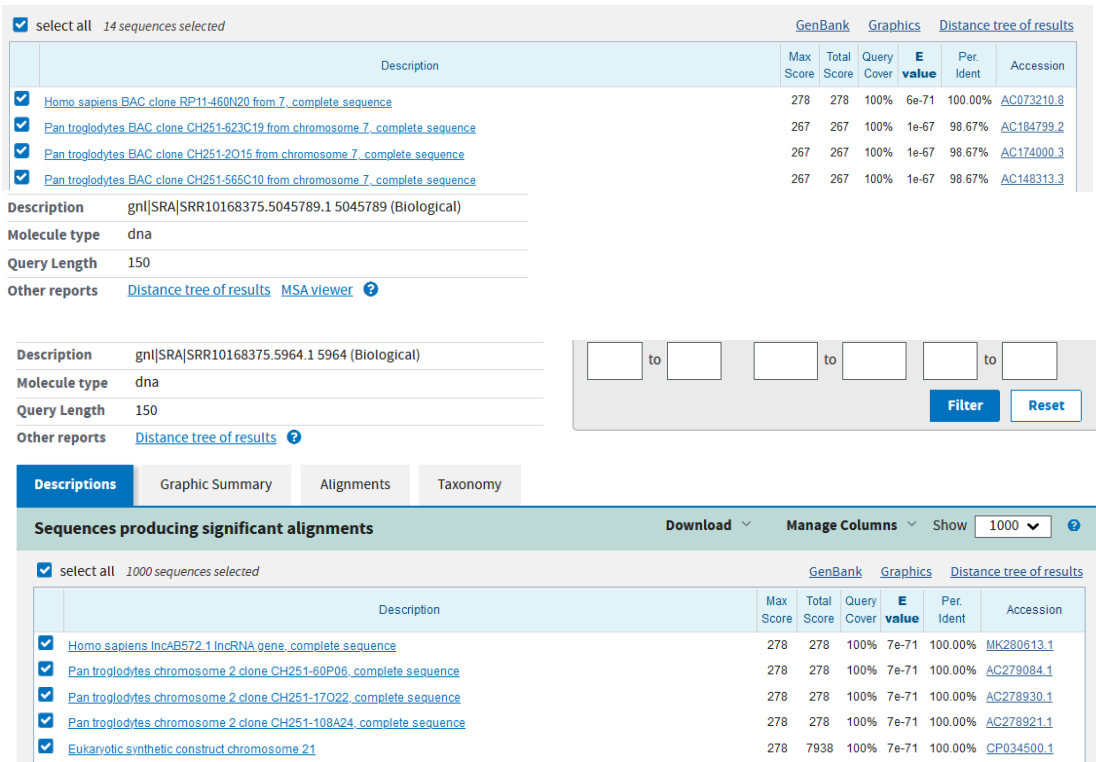 select all 14 sequences selected GenBank Graphics Distance tree of results
Description Max Score Total Score Query Cover E value Per. Ident Accession
Homo sapiens BAC clone RP11-460N20 from 7, complete sequence 278 278 100% 6e-71 100.00% AC073210.8
Pan troglodytes BAC clone CH251-623C19 from chromosome 7, complete sequence 267 267 100% 1e-67 98.67% AC184799.2
Pan troglodytes BAC clone CH251-2O15 from chromosome 7, complete sequence 267 267 100% 1e-67 98.67% AC174000.3
Pan troglodytes BAC clone CH251-565C10 from chromosome 7, complete sequence 267 267 100% 1e-67 98.67% AC148313.3
Description gnl|SRA|SRR10168375.5045789.1 5045789 (Biological)
Molecule type dna
Query Length 150
Other reports Distance tree of results MSA viewer ?
Description gnl|SRA|SRR10168375.5964.1 5964 (Biological)
Molecule type dna
Query Length 150
Other reports Distance tree of results ?
to to to
Filter Reset
Descriptions Graphic Summary Alignments Taxonomy
Sequences producing significant alignments Download Manage Columns Show 1000 ?
select all 1000 sequences selected GenBank Graphics Distance tree of results
Description Max Score Total Score Query Cover E value Per. Ident Accession
Homo sapiens lncAB572.1 lncRNA gene, complete sequence 278 278 100% 7e-71 100.00% MK280613.1
Pan troglodytes chromosome 2 clone CH251-60P06, complete sequence 278 278 100% 7e-71 100.00% AC279084.1
Pan troglodytes chromosome 2 clone CH251-17O22, complete sequence 278 278 100% 7e-71 100.00% AC278930.1
Pan troglodytes chromosome 2 clone CH251-108A24, complete sequence 278 278 100% 7e-71 100.00% AC278921.1
Eukaryotic synthetic construct chromosome 21 278 7938 100% 7e-71 100.00% CP034500.1